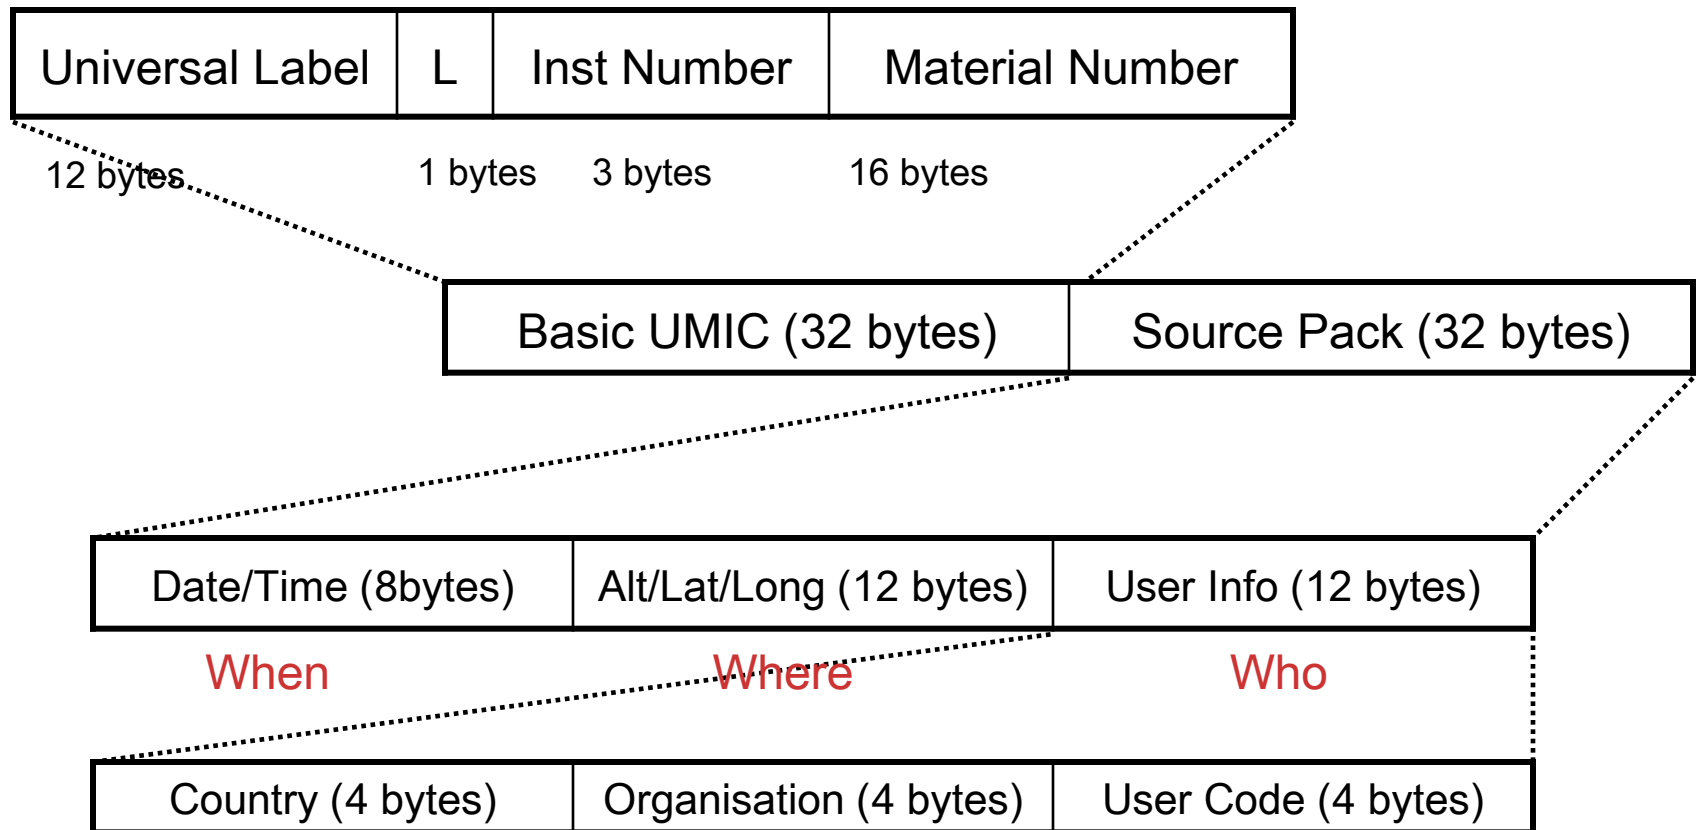 Universal Label L Inst Number Material Number
12 bytes 1 bytes 3 bytes 16 bytes
Basic UMIC (32 bytes) Source Pack (32 bytes)
Date/Time (8bytes) Alt/Lat/Long (12 bytes) User Info (12 bytes)
When Where Who
Country (4 bytes) Organisation (4 bytes) User Code (4 bytes)